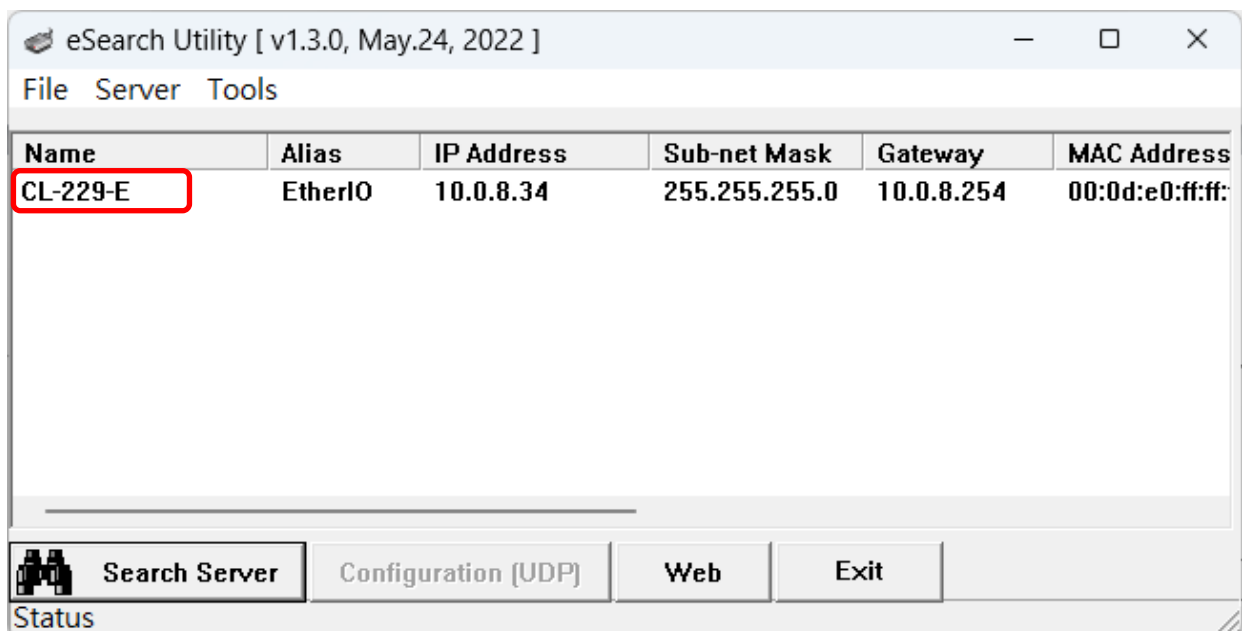 eSearch Utility [ v1.3.0, May.24, 2022 ]
File Server Tools
Name Alias IP Address Sub-net Mask Gateway MAC Address
CL-229-E EtherIO 10.0.8.34 255.255.255.0 10.0.8.254 00:0d:e0:ff:ff:
Search Server Configuration (UDP) Web Exit
Status